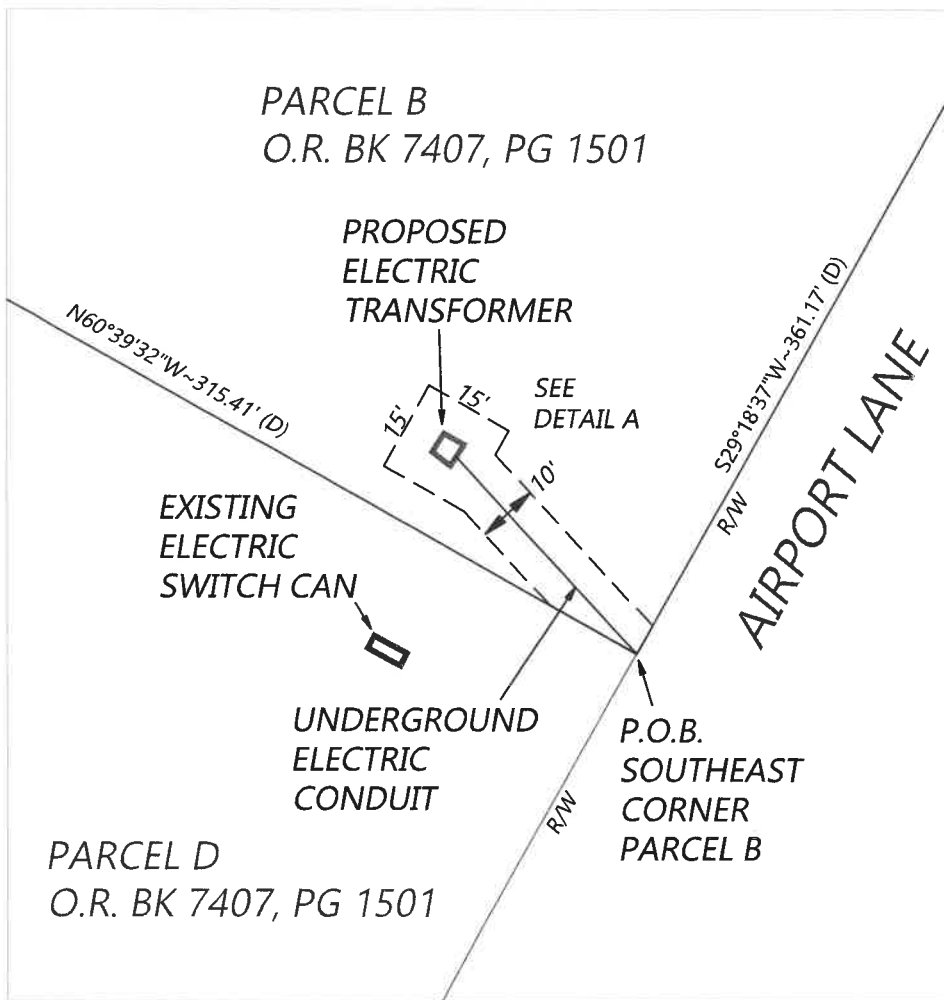 PARCEL B
O.R. BK 7407, PG 1501
PROPOSED
ELECTRIC
TRANSFORMER
N60°39'32"W~315.41' (D)
S29°18'37"W~361.17' (D)
15'
15'
SEE
DETAIL A
10'
R/W
AIRPORT LANE
EXISTING
ELECTRIC
SWITCH CAN
UNDERGROUND
ELECTRIC
CONDUIT
P.O.B.
SOUTHEAST
CORNER
PARCEL B
R/W
PARCEL D
O.R. BK 7407, PG 1501